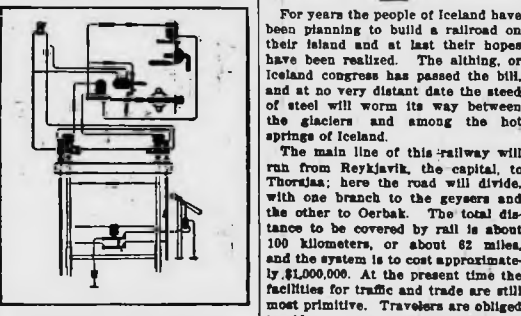 For years the people of Iceland have
been planning to build a railroad on
their island and at last their hopes
have been realized. The althing, or
Iceland congress has passed the bill,
and at no very distant date the steed
of steel will worm its way between
the glaciers and among the hot
springs of Iceland.
The main line of this railway will
run from Reykjavik, the capital, to
Thorsjaa; here the road will divide,
with one branch to the geysers and
the other to Oerbak. The total dis-
tance to be covered by rail is about
100 kilometers, or about 62 miles,
and the system is to cost approximate-
ly $1,000,000. At the present time the
facilities for traffic and trade are still
most primitive. Travelers are obliged